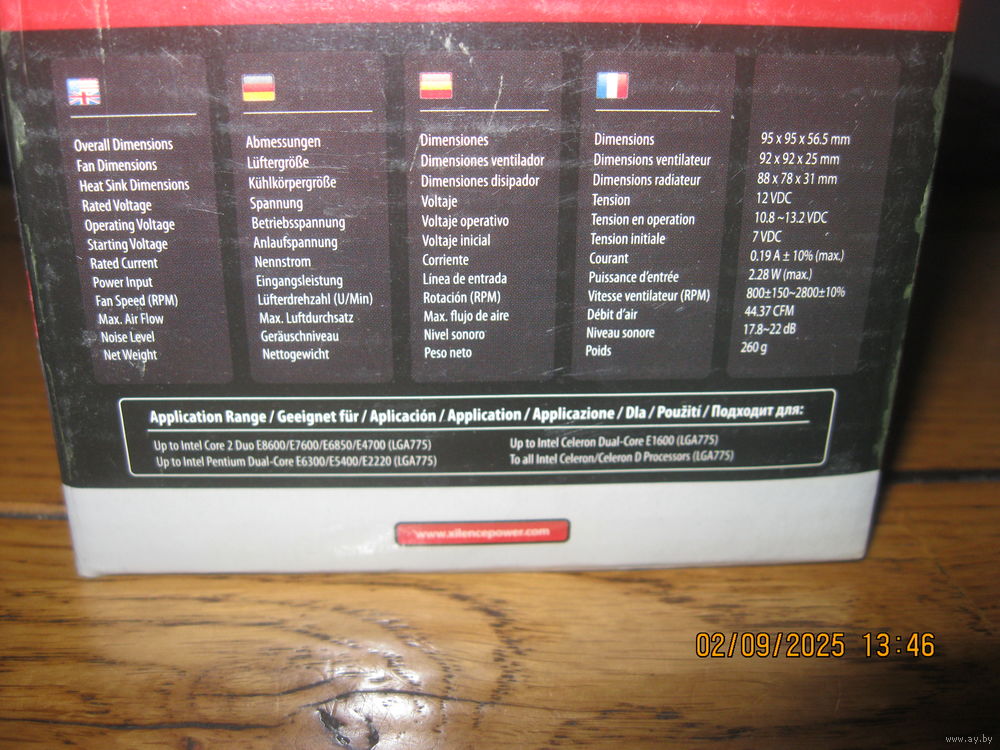 Overall Dimensions
Fan Dimensions
Heat Sink Dimensions
Rated Voltage
Operating Voltage
Starting Voltage
Rated Current
Power Input
Fan Speed (RPM)
Max. Air Flow
Noise Level
Net Weight
Abmessungen
Lüftergröße
Kühlkörpergröße
Spannung
Betriebsspannung
Anlaufspannung
Nennstrom
Eingangsleistung
Lüfterdrehzahl (U/Min)
Max. Luftdurchsatz
Geräuschniveau
Nettogewicht
Dimensiones
Dimensiones ventilador
Dimensiones disipador
Voltaje
Voltaje operativo
Voltaje inicial
Corriente
Línea de entrada
Rotación (RPM)
Max. flujo de aire
Nivel sonoro
Peso neto
Dimensions
Dimensions ventilateur
Dimensions radiateur
Tension
Tension en operation
Tension initiale
Courant
Puissance d'entrée
Vitesse ventilateur (RPM)
Débit d'air
Niveau sonore
Poids
95 x 95 x 56.5 mm
92 x 92 x 25 mm
88 x 78 x 31 mm
12 VDC
10.8 ~13.2 VDC
7 VDC
0.19 A ± 10% (max.)
2.28 W (max.)
800±150~2800±10%
44.37 CFM
17.8~22 dB
260 g
Application Range / Geeignet für / Aplicación / Application / Applicazione / Dla / Použití / Подходит для:
Up to Intel Core 2 Duo E8600/E7600/E6850/E4700 (LGA775)
Up to Intel Pentium Dual-Core E6300/E5400/E2220 (LGA775)
Up to Intel Celeron Dual-Core E1600 (LGA775)
To all Intel Celeron/Celeron D Processors (LGA775)
www.xilencepower.com
02/09/2025 13:46
www.ay.by